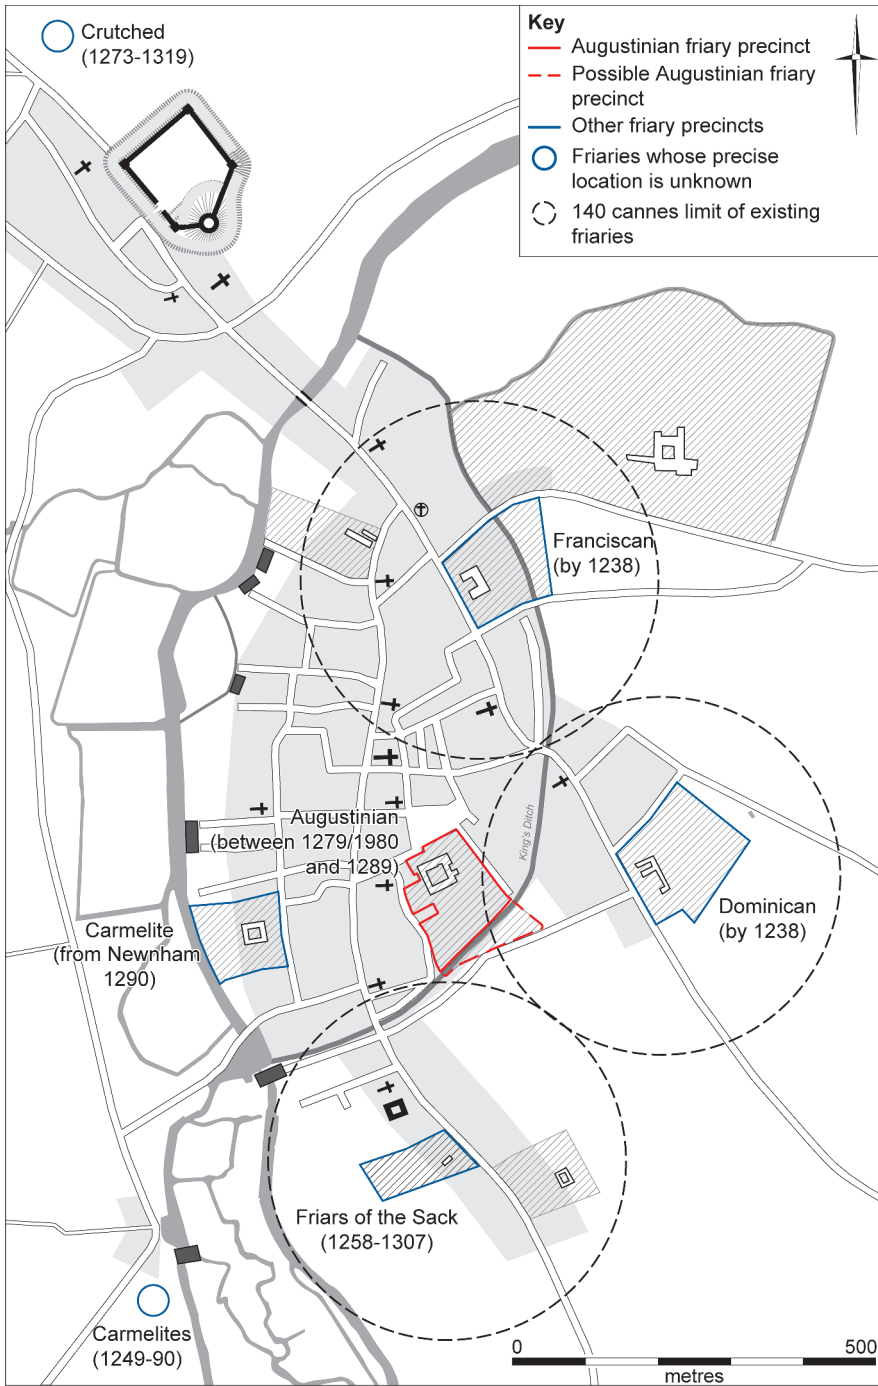 Crutched
(1273-1319)
Key
Augustinian friary precinct
Possible Augustinian friary
precinct
Other friary precincts
Friaries whose precise
location is unknown
140 cannes limit of existing
friaries
Franciscan
(by 1238)
King's Ditch
Augustinian
(between 1279/1980
and 1289)
Dominican
(by 1238)
Carmelite
(from Newnham
1290)
Friars of the Sack
(1258-1307)
Carmelites
(1249-90)
0 500
metres